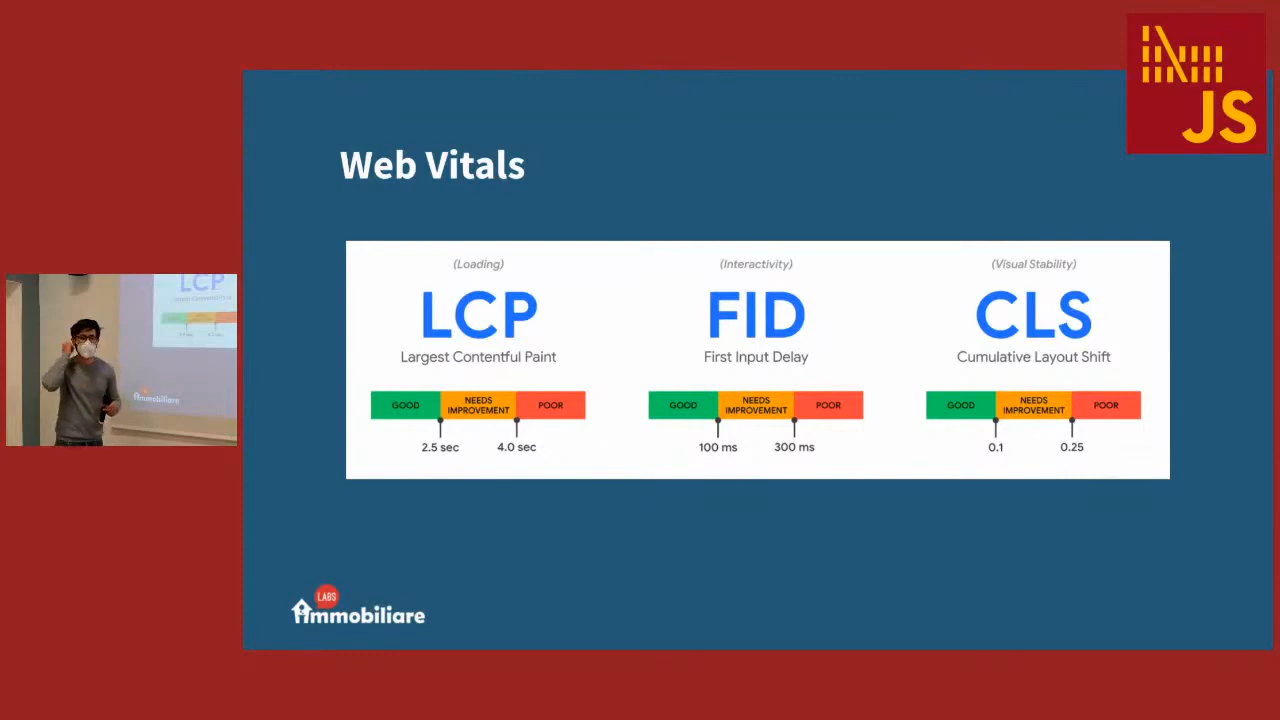 JS
Web Vitals
(Loading)
LCP
Largest Contentful Paint
GOOD
NEEDS
IMPROVEMENT
POOR
2.5 sec
4.0 sec
(Interactivity)
FID
First Input Delay
GOOD
NEEDS
IMPROVEMENT
POOR
100 ms
300 ms
(Visual Stability)
CLS
Cumulative Layout Shift
GOOD
NEEDS
IMPROVEMENT
POOR
0.1
0.25
LABS
immobiliare
LCP
immobiliare